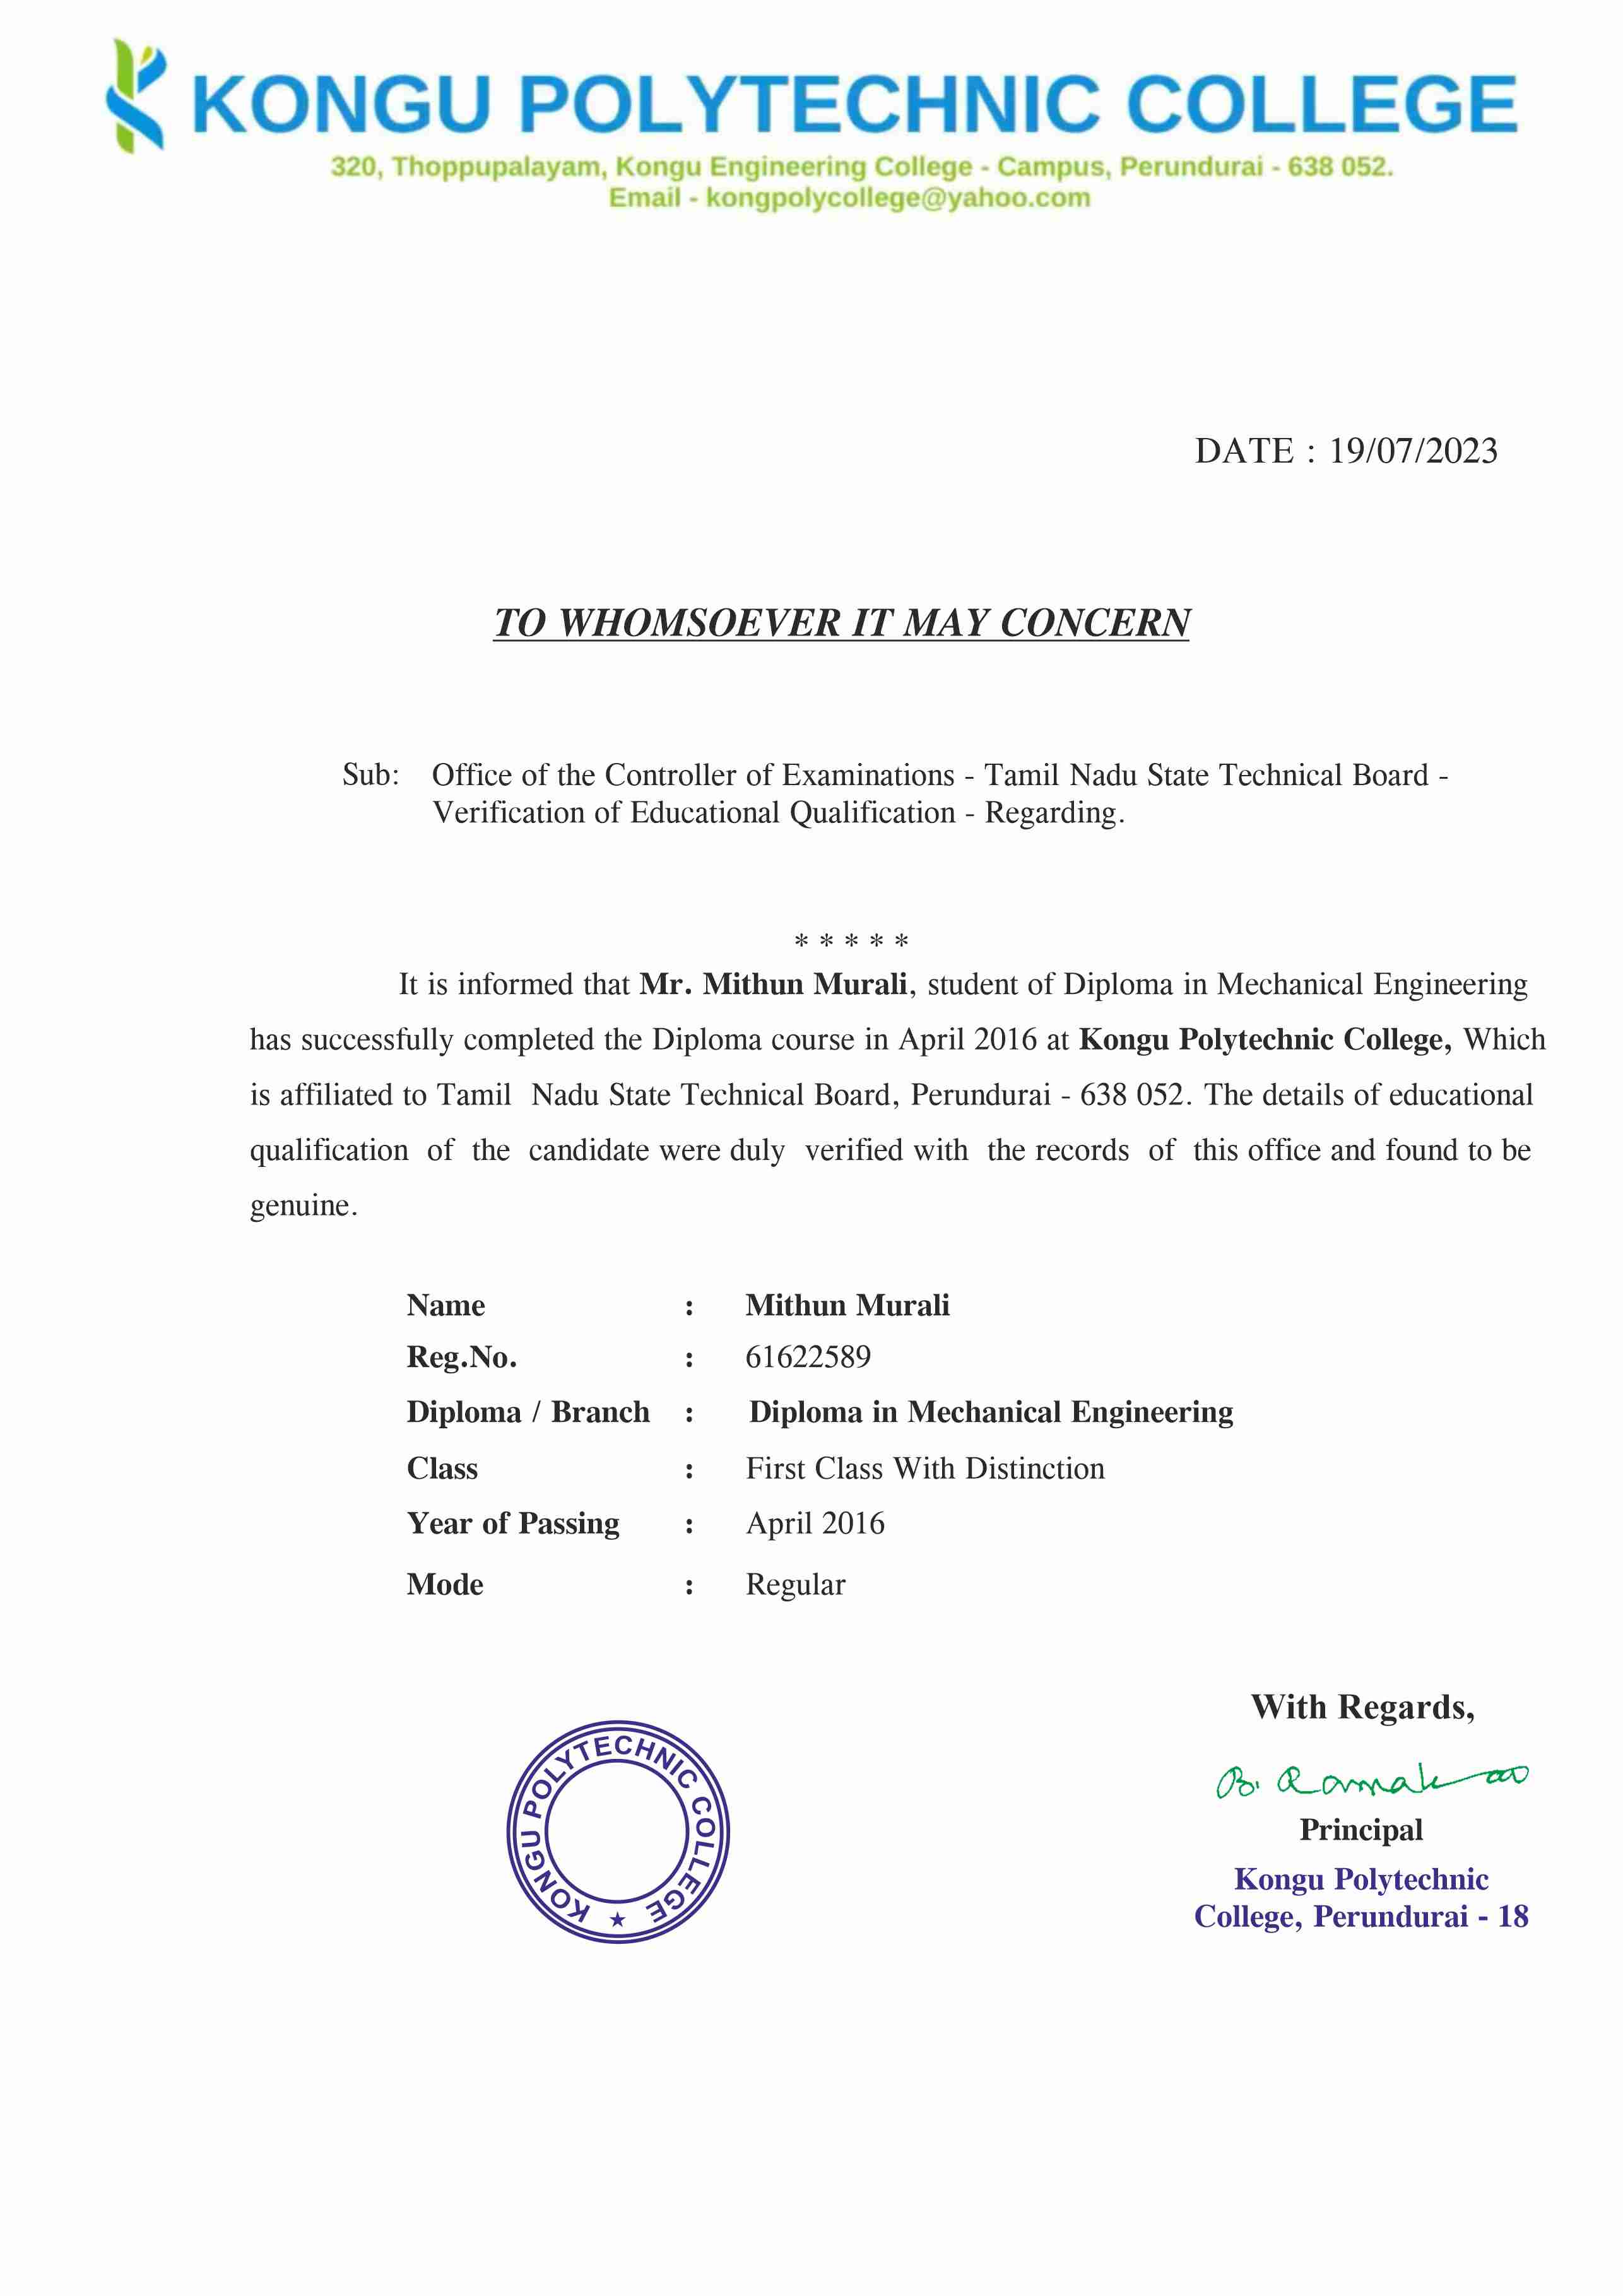 KONGU POLYTECHNIC COLLEGE
320, Thoppupalayam, Kongu Engineering College - Campus, Perundurai - 638 052.
Email - kongpolycollege@yahoo.com
DATE : 19/07/2023
TO WHOMSOEVER IT MAY CONCERN
Sub: Office of the Controller of Examinations - Tamil Nadu State Technical Board -
Verification of Educational Qualification - Regarding.
* * * * *
It is informed that Mr. Mithun Murali, student of Diploma in Mechanical Engineering
has successfully completed the Diploma course in April 2016 at Kongu Polytechnic College, Which
is affiliated to Tamil Nadu State Technical Board, Perundurai - 638 052. The details of educational
qualification of the candidate were duly verified with the records of this office and found to be
genuine.
Name : Mithun Murali
Reg.No. : 61622589
Diploma / Branch : Diploma in Mechanical Engineering
Class : First Class With Distinction
Year of Passing : April 2016
Mode : Regular
With Regards,
B.
Principal
Kongu Polytechnic
College, Perundurai - 18
KONGU POLYTECHNIC COLLEGE ★